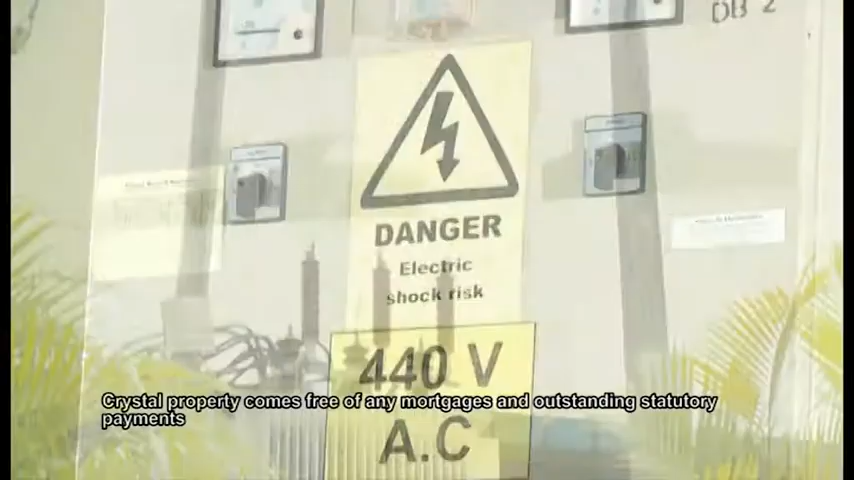 DB 2
DANGER
Electric
shock risk
440 V
A.C
Crystal property comes free of any mortgages and outstanding statutory
payments